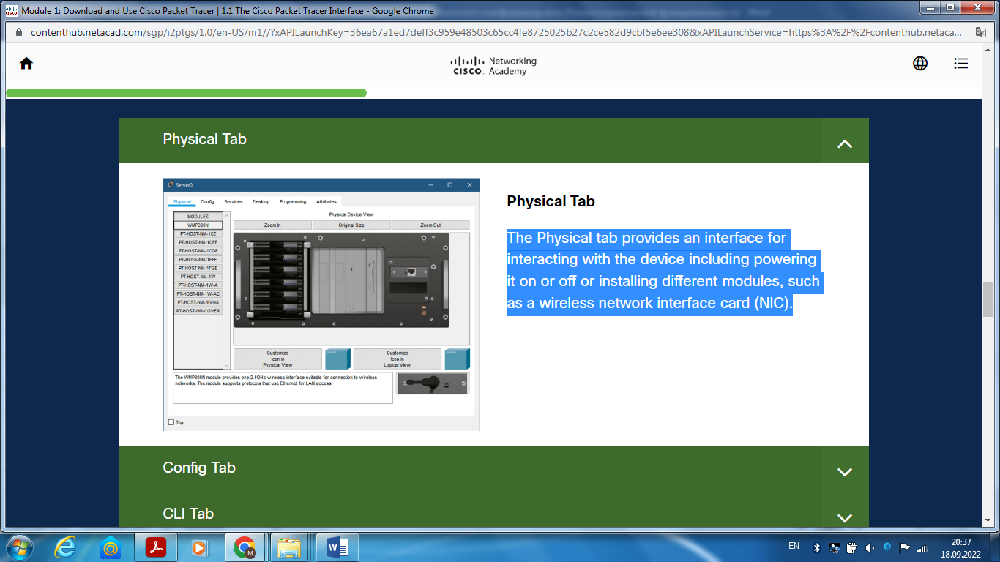 Module 1: Download and Use Cisco Packet Tracer | 1.1 The Cisco Packet Tracer Interface - Google Chrome
contenthub.netacad.com/sgp/i2ptgs/1.0/en-US/m1//?xAPILaunchKey=36ea67a1ed7deff3c959e48503c65cc4fe8725025b27c2ce582d9cbf5e6ee308&xAPILaunchService=https%3A%2F%2Fcontenthub.netaca...
CISCO Networking Academy
Physical Tab
Server0
Physical Config Services Desktop Programming Attributes
MODULES
WMP300N
PT-HOST-NM-1CE
PT-HOST-NM-1CFE
PT-HOST-NM-1CGE
PT-HOST-NM-1FFE
PT-HOST-NM-1FGE
PT-HOST-NM-1W
PT-HOST-NM-1W-A
PT-HOST-NM-1W-AC
PT-HOST-NM-3G/4G
PT-HOST-NM-COVER
Physical Device View
Zoom In Original Size Zoom Out
Customize
Icon in
Physical View
Customize
Icon in
Logical View
The WMP300N module provides one 2.4GHz wireless interface suitable for connection to wireless
networks. The module supports protocols that use Ethernet for LAN access.
Top
Physical Tab
The Physical tab provides an interface for
interacting with the device including powering
it on or off or installing different modules, such
as a wireless network interface card (NIC).
Config Tab
CLI Tab
EN
20:37
18.09.2022